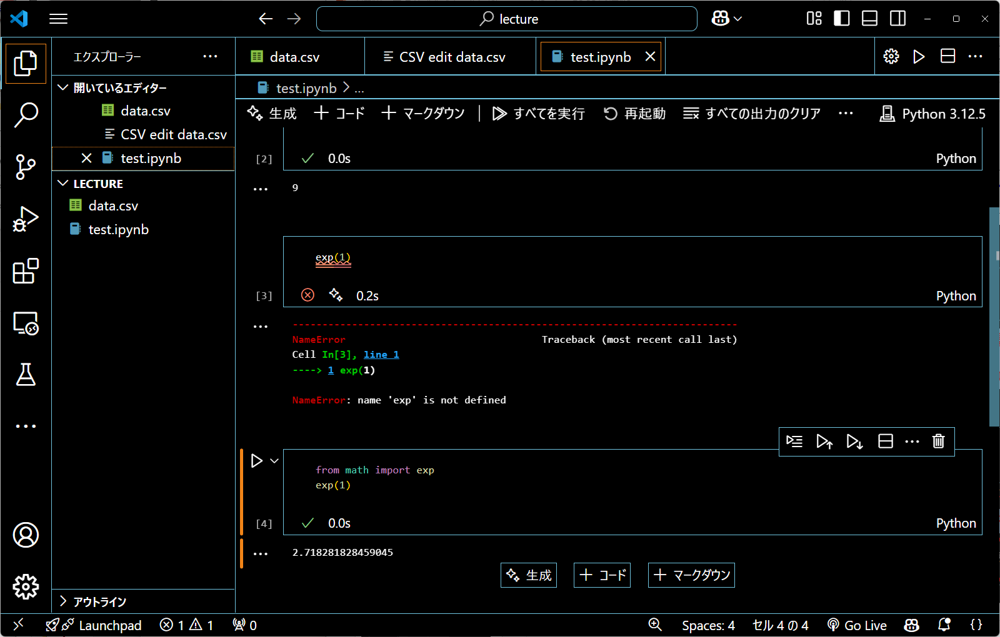 lecture
エクスプローラー
data.csv
CSV edit data.csv
test.ipynb
開いているエディター
data.csv
CSV edit data.csv
test.ipynb
LECTURE
data.csv
test.ipynb
アウトライン
test.ipynb > ...
生成 コード マークダウン すべてを実行 再起動 すべての出力のクリア Python 3.12.5
[2] 0.0s Python
9
exp(1)
[3] 0.2s Python
---------------------------------------------------------------------------
NameError Traceback (most recent call last)
Cell In[3], line 1
----> 1 exp(1)
NameError: name 'exp' is not defined
from math import exp
exp(1)
[4] 0.0s Python
2.718281828459045
生成 コード マークダウン
Launchpad 1 1 0 Spaces: 4 セル 4 の 4 Go Live {}